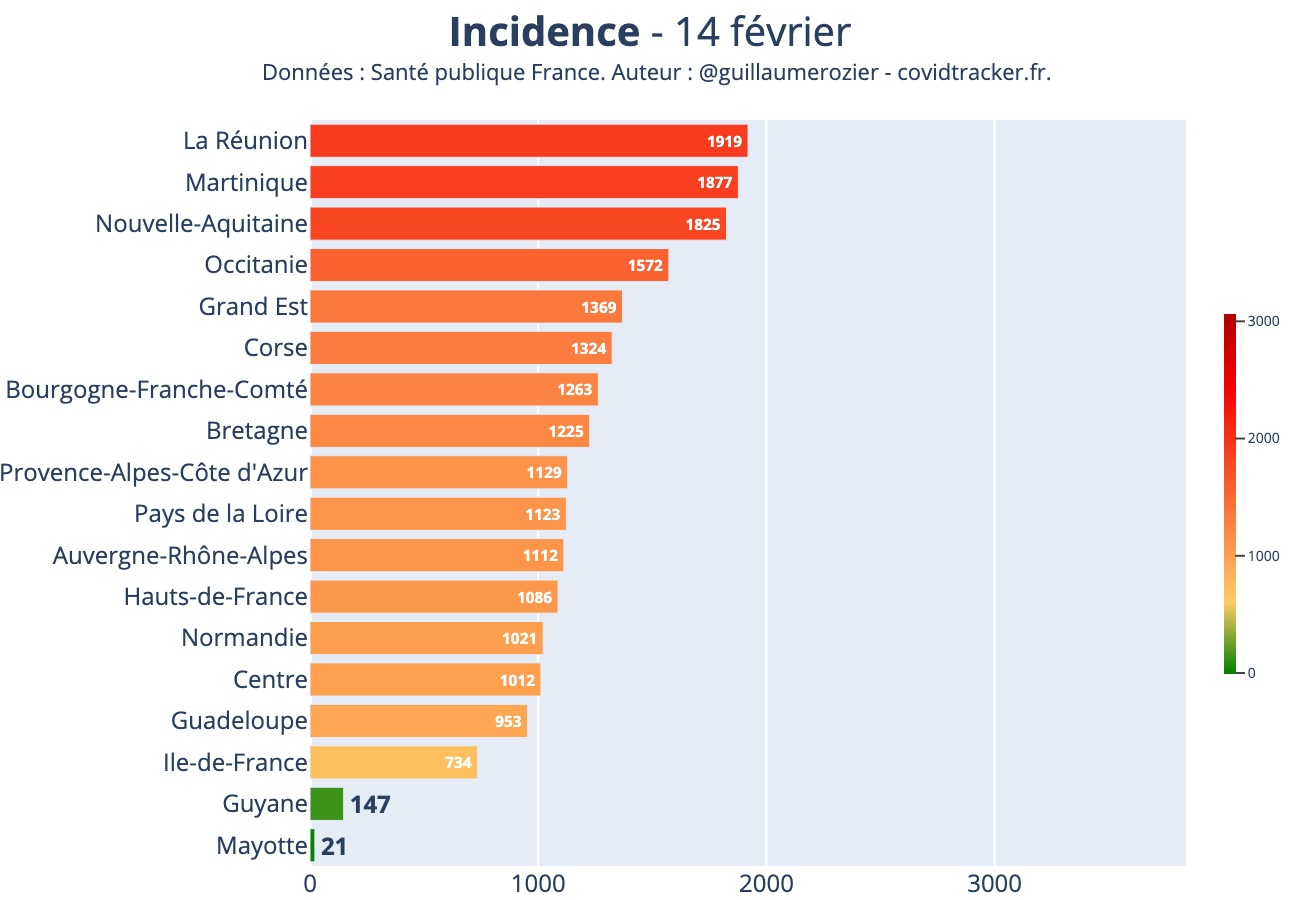 Incidence - 14 février
Données : Santé publique France. Auteur : @guillaumerozier - covidtracker.fr.
La Réunion 1919
Martinique 1877
Nouvelle-Aquitaine 1825
Occitanie 1572
Grand Est 1369
Corse 1324
Bourgogne-Franche-Comté 1263
Bretagne 1225
Provence-Alpes-Côte d'Azur 1129
Pays de la Loire 1123
Auvergne-Rhône-Alpes 1112
Hauts-de-France 1086
Normandie 1021
Centre 1012
Guadeloupe 953
Ile-de-France 734
Guyane 147
Mayotte 21
0 1000 2000 3000
3000
2000
1000
0